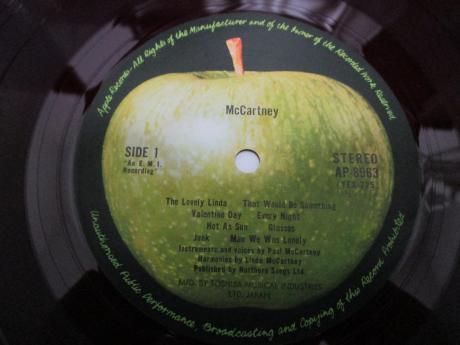 Apple Records - All Rights of the Manufacturer and of the Owner of the Recorded Work Reserved
McCartney
SIDE 1
"An E.M.I.
Recording"
STEREO
AP-8963
(YEX-775)
The Lovely Linda That Would Be Something
Valentine Day Every Night
Hot As Sun Glasses
Junk Man We Was Lonely
Instruments and voices by Paul McCartney
Harmonies by Linda McCartney
Published by Northern Songs Ltd.
MFD. BY TOSHIBA MUSICAL INDUSTRIES
LTD. JAPAN
Unauthorised Public Performance, Broadcasting and Copying of this Record Prohibited